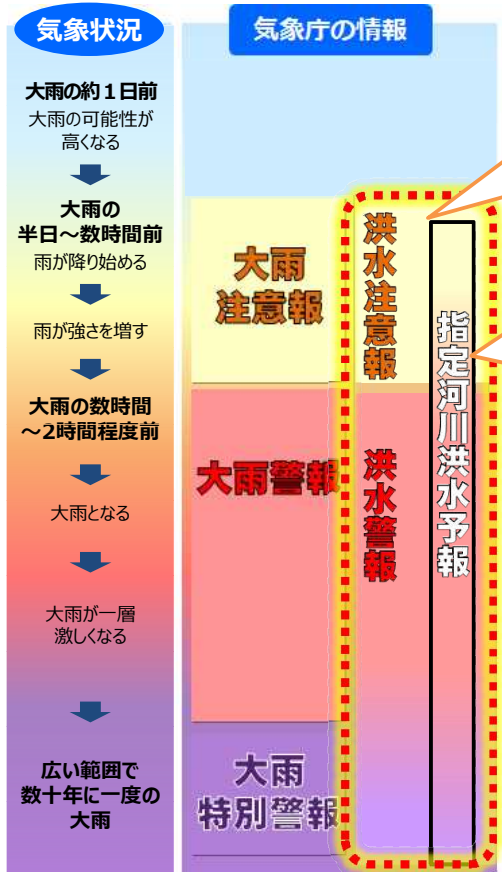 気象状況
大雨の約１日前
大雨の可能性が
高くなる
大雨の
半日～数時間前
雨が降り始める
雨が強さを増す
大雨の数時間
～2時間程度前
大雨となる
大雨が一層
激しくなる
広い範囲で
数十年に一度の
大雨
気象庁の情報
大雨
注意報
大雨警報
大雨
特別警報
洪水注意報
洪水警報
指定河川洪水予報